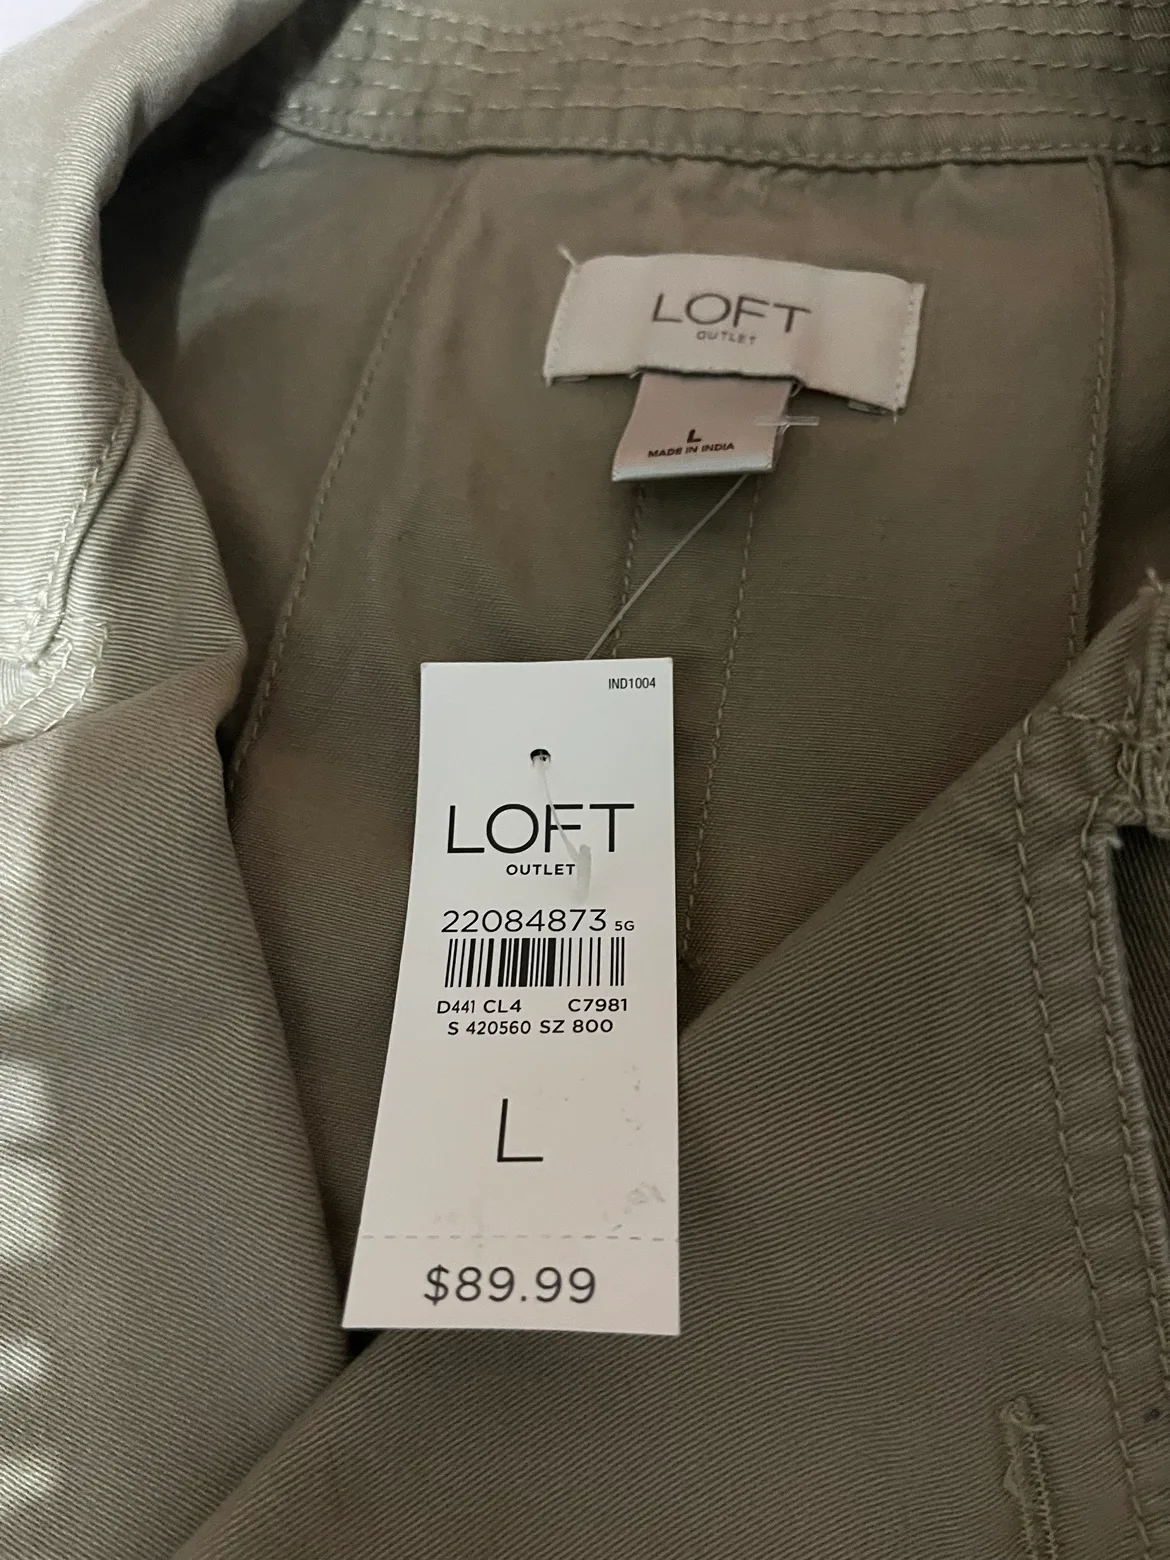 LOFT
OUTLET
L
MADE IN INDIA
IND1004
LOFT
OUTLET
22084873 5G
D441 CL4 C7981
S 420560 SZ 800
L
$89.99